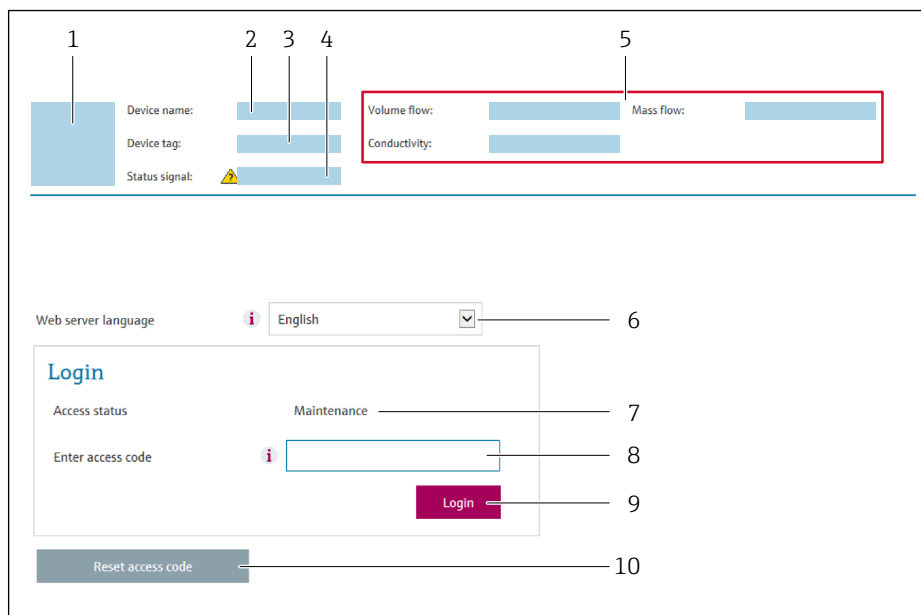 1 2 3 4 5
Device name: Volume flow: Mass flow:
Device tag: Conductivity:
Status signal: ?
Web server language i English 6
Login
Access status Maintenance 7
Enter access code i 8
Login 9
Reset access code 10